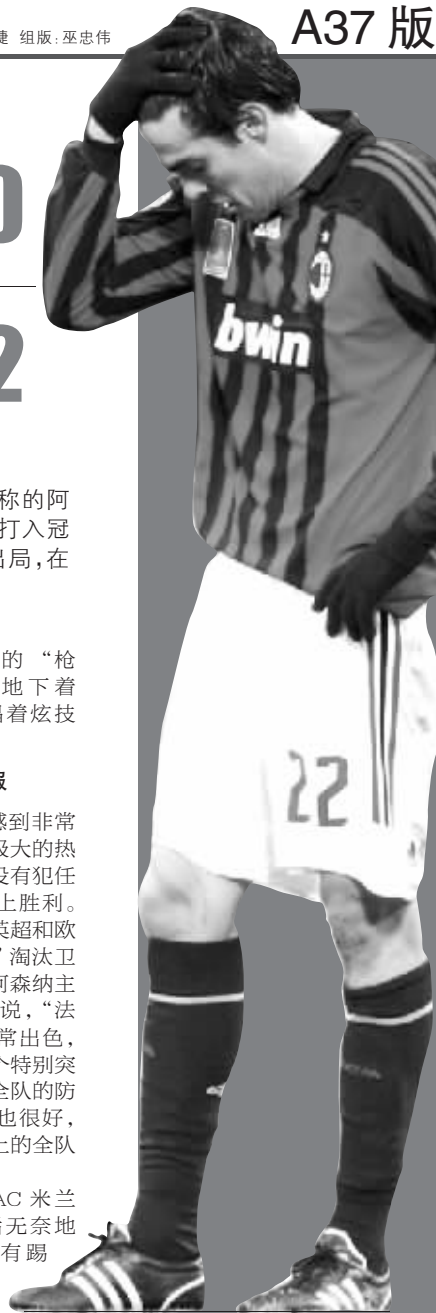 组版:巫忠伟
A37 版
0
2
称的阿
打入冠
出局,在
的 “枪
地下着
着炫技
感到非常
极大的热
没有犯任
上胜利。
英超和欧
’淘汰卫
阿森纳主
说,“法
常出色,
个特别突
全队的防
也很好,
上的全队
AC 米兰
后无奈地
有踢
bwin
22